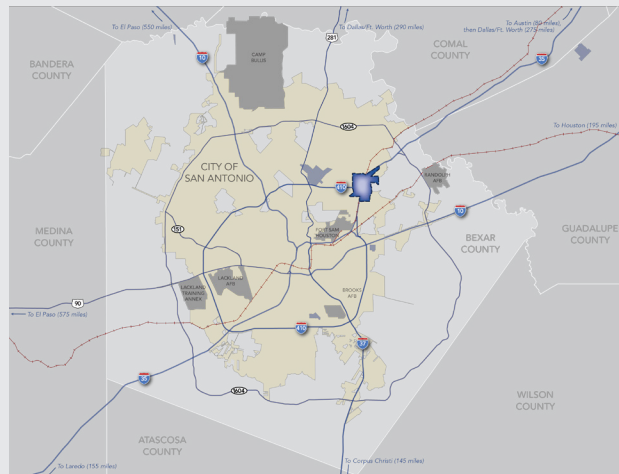 To El Paso (550 miles)
To Dallas/Ft. Worth (290 miles)
To Austin (80 miles),
then Dallas/Ft. Worth (275 miles)
281
COMAL
COUNTY
CAMP
BULLIS
10
35
BANDERA
COUNTY
To Houston (195 miles)
1604
CITY OF
SAN ANTONIO
410
RANDOLPH
AFB
10
151
FORT SAM
HOUSTON
MEDINA
COUNTY
BEXAR
COUNTY
GUADALUPE
COUNTY
LACKLAND
AFB
LACKLAND
TRAINING
ANNEX
BROOKS
AFB
90
To El Paso (575 miles)
410
37
35
1604
WILSON
COUNTY
ATASCOSA
COUNTY
To Laredo (155 miles)
To Corpus Christi (145 miles)